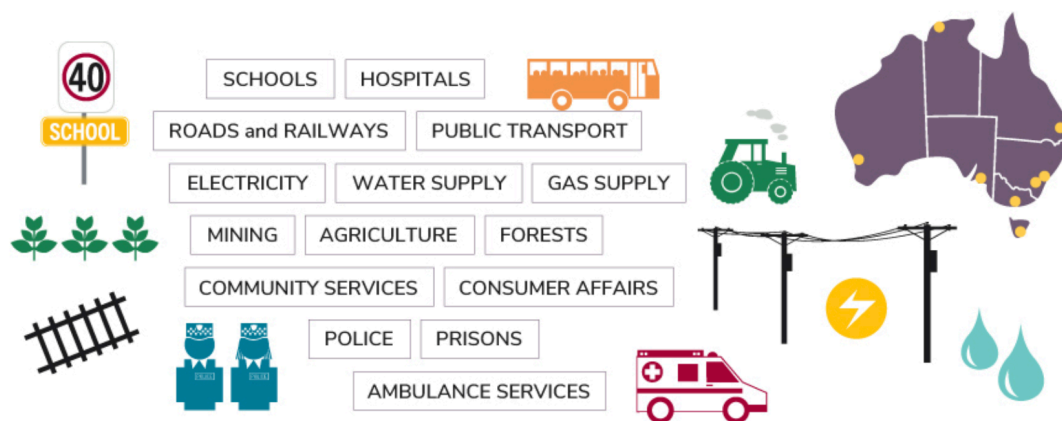 40
SCHOOL
SCHOOLS HOSPITALS
ROADS and RAILWAYS PUBLIC TRANSPORT
ELECTRICITY WATER SUPPLY GAS SUPPLY
MINING AGRICULTURE FORESTS
COMMUNITY SERVICES CONSUMER AFFAIRS
POLICE PRISONS
AMBULANCE SERVICES